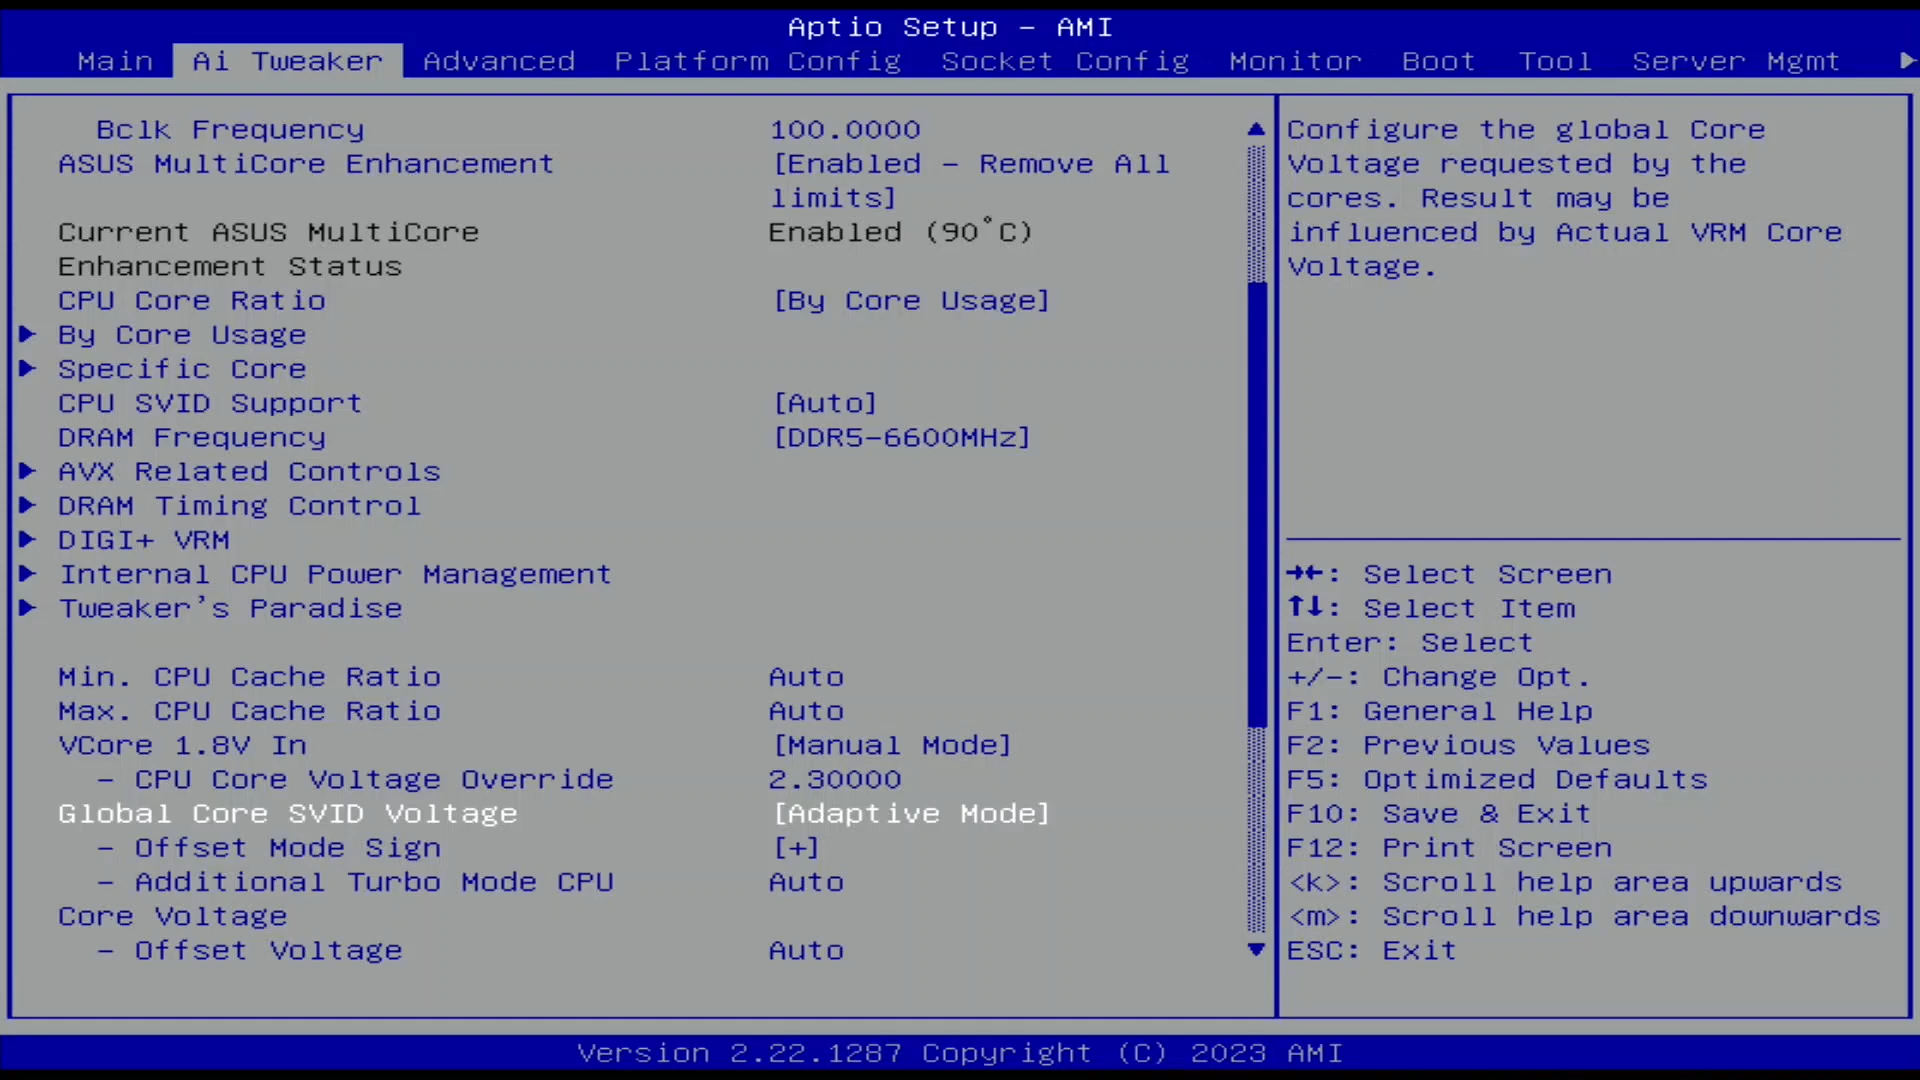 Aptio Setup - AMI
Main Ai Tweaker Advanced Platform Config Socket Config Monitor Boot Tool Server Mgmt ►
Bclk Frequency 100.0000
ASUS MultiCore Enhancement [Enabled - Remove All
limits]
Current ASUS MultiCore Enabled (90°C)
Enhancement Status
CPU Core Ratio [By Core Usage]
► By Core Usage
► Specific Core
CPU SVID Support [Auto]
DRAM Frequency [DDR5-6600MHz]
► AVX Related Controls
► DRAM Timing Control
► DIGI+ VRM
► Internal CPU Power Management
► Tweaker's Paradise
Min. CPU Cache Ratio Auto
Max. CPU Cache Ratio Auto
VCore 1.8V In [Manual Mode]
- CPU Core Voltage Override 2.30000
Global Core SVID Voltage [Adaptive Mode]
- Offset Mode Sign [+]
- Additional Turbo Mode CPU Auto
Core Voltage
- Offset Voltage Auto
Configure the global Core
Voltage requested by the
cores. Result may be
influenced by Actual VRM Core
Voltage.
→←: Select Screen
↑↓: Select Item
Enter: Select
+/-: Change Opt.
F1: General Help
F2: Previous Values
F5: Optimized Defaults
F10: Save & Exit
F12: Print Screen
<k>: Scroll help area upwards
<m>: Scroll help area downwards
ESC: Exit
Version 2.22.1287 Copyright (C) 2023 AMI